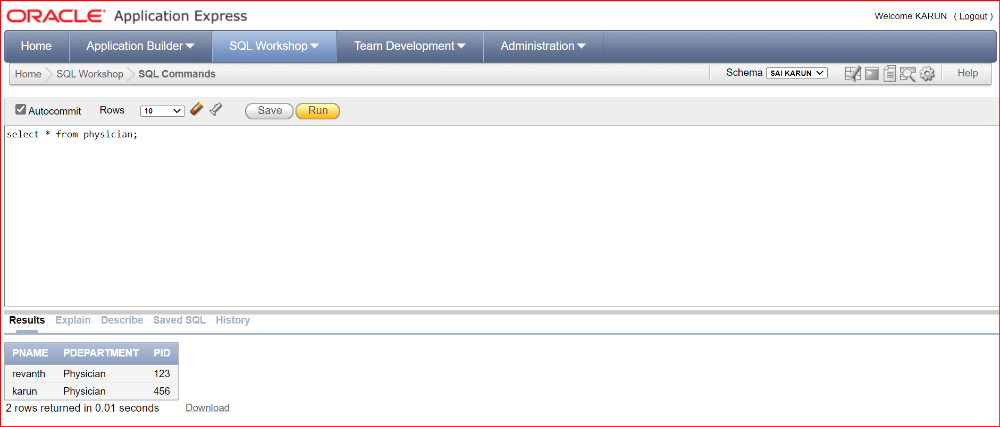 ORACLE Application Express
Welcome KARUN ( Logout )
Home Application Builder SQL Workshop Team Development Administration
Home SQL Workshop SQL Commands Schema SAI KARUN Help
Autocommit Rows 10 Save Run
select * from physician;
Results Explain Describe Saved SQL History
PNAME PDEPARTMENT PID
revanth Physician 123
karun Physician 456
2 rows returned in 0.01 seconds Download